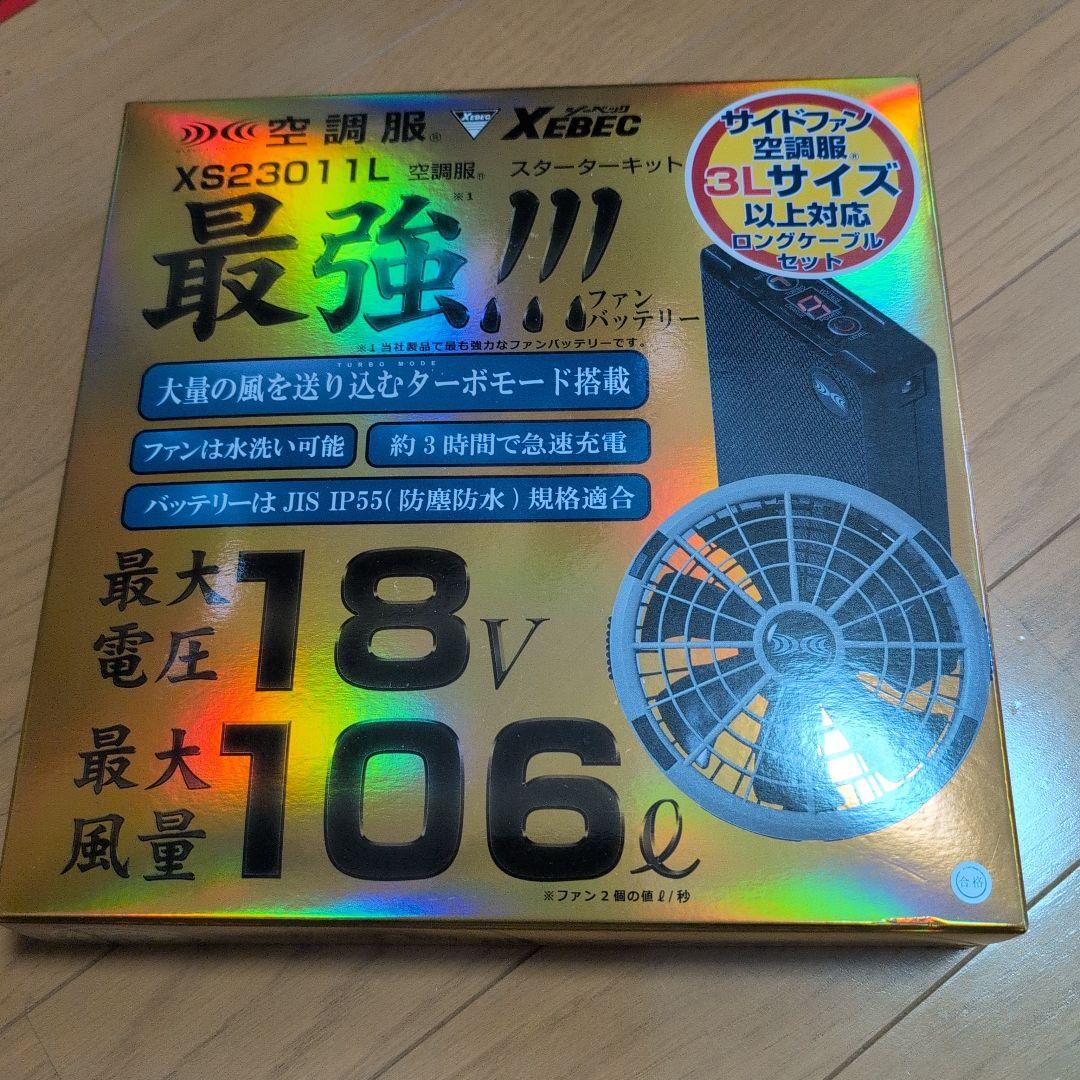 空調服® XEBEC ジーベック XEBEC
XS23011L 空調服® スターターキット
最強!!!
※1
ファン
バッテリー
※1 当社製品で最も強力なファンバッテリーです。
TURBO MODE
大量の風を送り込むターボモード搭載
ファンは水洗い可能 約3時間で急速充電
バッテリーは JIS IP55(防塵防水)規格適合
最大
電圧
18V
最大
風量
106ℓ
※ファン2個の値ℓ/秒
サイドファン
空調服®
3Lサイズ
以上対応
ロングケーブル
セット
合格